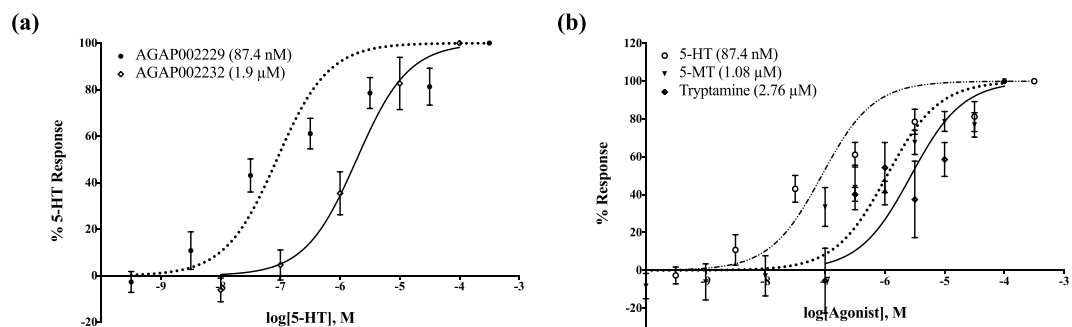 (a)
AGAP002229 (87.4 nM)
AGAP002232 (1.9 µM)
% 5-HT Response
100
80
60
40
20
0
-20
-9
-8
-7
-6
-5
-4
-3
log[5-HT], M
(b)
5-HT (87.4 nM)
5-MT (1.08 µM)
Tryptamine (2.76 µM)
% Response
120
100
80
60
40
20
0
-20
-9
-8
-7
-6
-5
-4
-3
log[Agonist], M